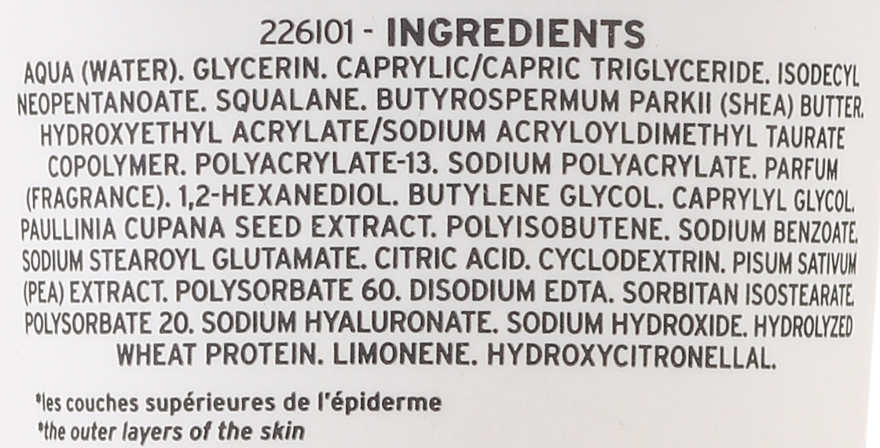 226101 - INGREDIENTS
AQUA (WATER). GLYCERIN. CAPRYLIC/CAPRIC TRIGLYCERIDE. ISODECYL
NEOPENTANOATE. SQUALANE. BUTYROSPERMUM PARKII (SHEA) BUTTER.
HYDROXYETHYL ACRYLATE/SODIUM ACRYLOYLDIMETHYL TAURATE
COPOLYMER. POLYACRYLATE-13. SODIUM POLYACRYLATE. PARFUM
(FRAGRANCE). 1,2-HEXANEDIOL. BUTYLENE GLYCOL. CAPRYLYL GLYCOL.
PAULLINIA CUPANA SEED EXTRACT. POLYISOBUTENE. SODIUM BENZOATE.
SODIUM STEAROYL GLUTAMATE. CITRIC ACID. CYCLODEXTRIN. PISUM SATIVUM
(PEA) EXTRACT. POLYSORBATE 60. DISODIUM EDTA. SORBITAN ISOSTEARATE.
POLYSORBATE 20. SODIUM HYALURONATE. SODIUM HYDROXIDE. HYDROLYZED
WHEAT PROTEIN. LIMONENE. HYDROXYCITRONELLAL.
*les couches supérieures de l'épiderme
*the outer layers of the skin